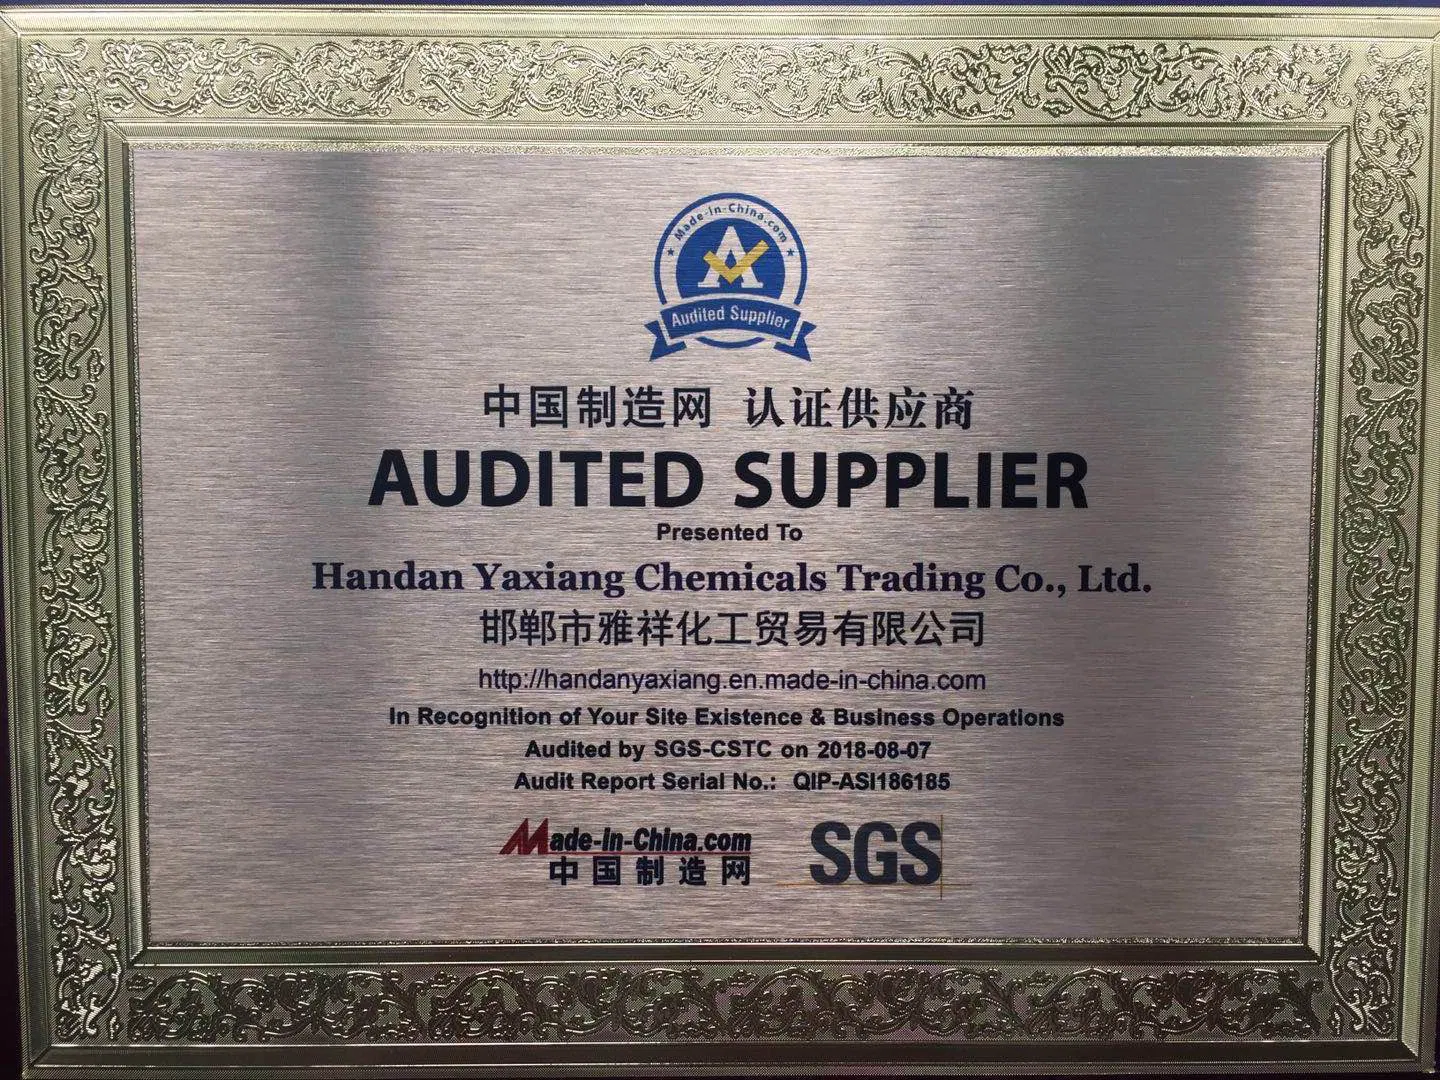 Made-in-China.com
A
Audited Supplier
中国制造网 认证供应商
AUDITED SUPPLIER
Presented To
Handan Yaxiang Chemicals Trading Co., Ltd.
邯郸市雅祥化工贸易有限公司
http://handanyaxiang.en.made-in-china.com
In Recognition of Your Site Existence & Business Operations
Audited by SGS-CSTC on 2018-08-07
Audit Report Serial No.: QIP-ASI186185
Made-in-China.com
中国制造网
SGS